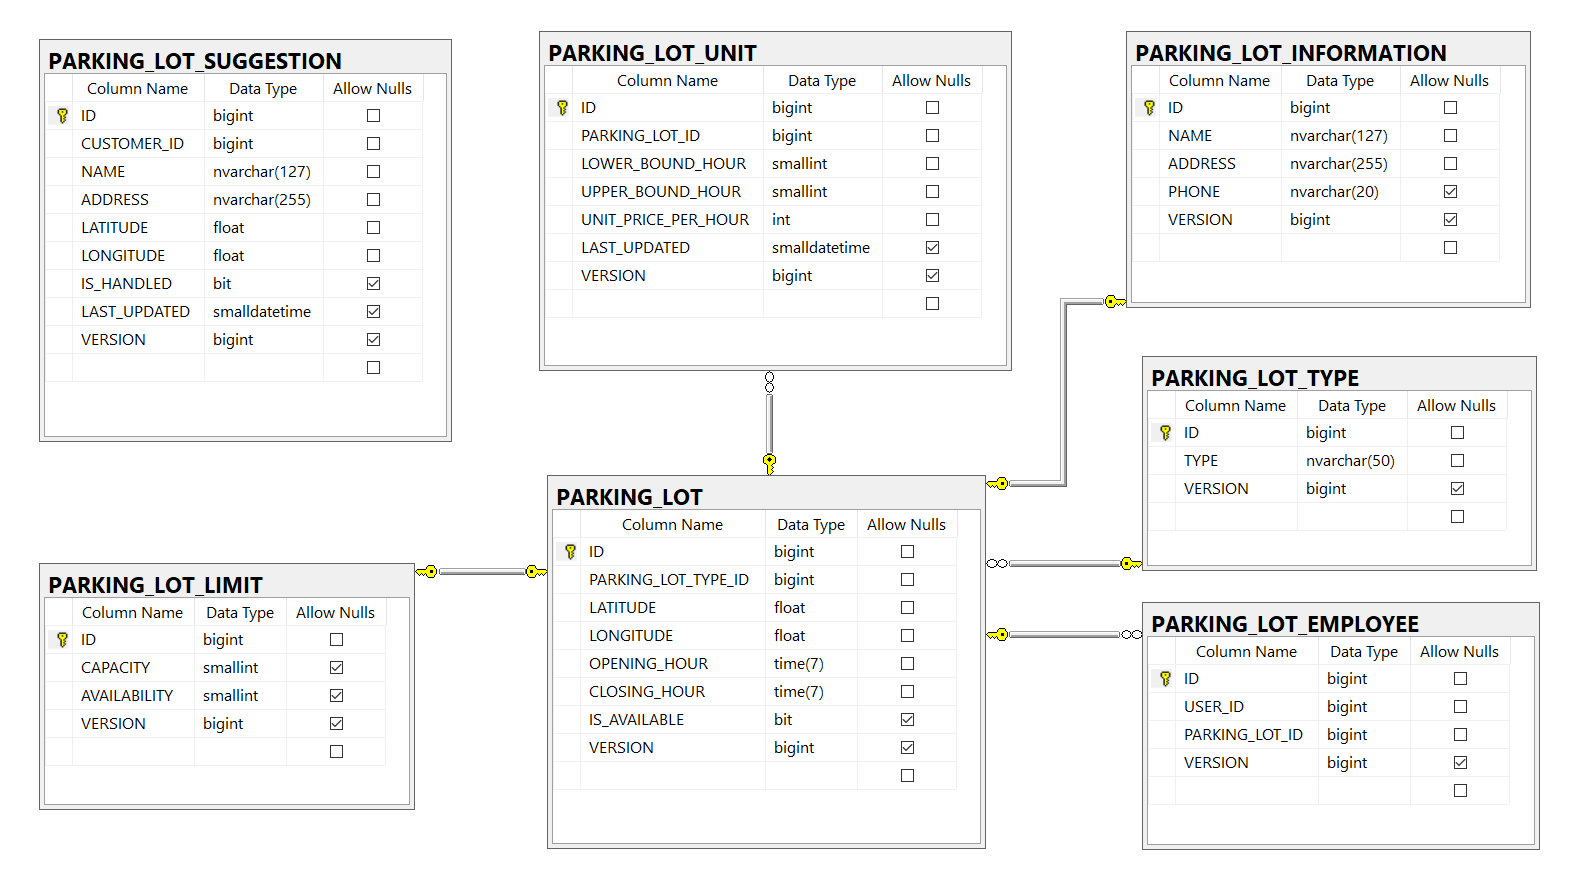 PARKING_LOT_SUGGESTION
Column Name Data Type Allow Nulls
ID bigint
CUSTOMER_ID bigint
NAME nvarchar(127)
ADDRESS nvarchar(255)
LATITUDE float
LONGITUDE float
IS_HANDLED bit
LAST_UPDATED smalldatetime
VERSION bigint
PARKING_LOT_UNIT
Column Name Data Type Allow Nulls
ID bigint
PARKING_LOT_ID bigint
LOWER_BOUND_HOUR smallint
UPPER_BOUND_HOUR smallint
UNIT_PRICE_PER_HOUR int
LAST_UPDATED smalldatetime
VERSION bigint
PARKING_LOT_INFORMATION
Column Name Data Type Allow Nulls
ID bigint
NAME nvarchar(127)
ADDRESS nvarchar(255)
PHONE nvarchar(20)
VERSION bigint
PARKING_LOT_TYPE
Column Name Data Type Allow Nulls
ID bigint
TYPE nvarchar(50)
VERSION bigint
PARKING_LOT_LIMIT
Column Name Data Type Allow Nulls
ID bigint
CAPACITY smallint
AVAILABILITY smallint
VERSION bigint
PARKING_LOT
Column Name Data Type Allow Nulls
ID bigint
PARKING_LOT_TYPE_ID bigint
LATITUDE float
LONGITUDE float
OPENING_HOUR time(7)
CLOSING_HOUR time(7)
IS_AVAILABLE bit
VERSION bigint
PARKING_LOT_EMPLOYEE
Column Name Data Type Allow Nulls
ID bigint
USER_ID bigint
PARKING_LOT_ID bigint
VERSION bigint